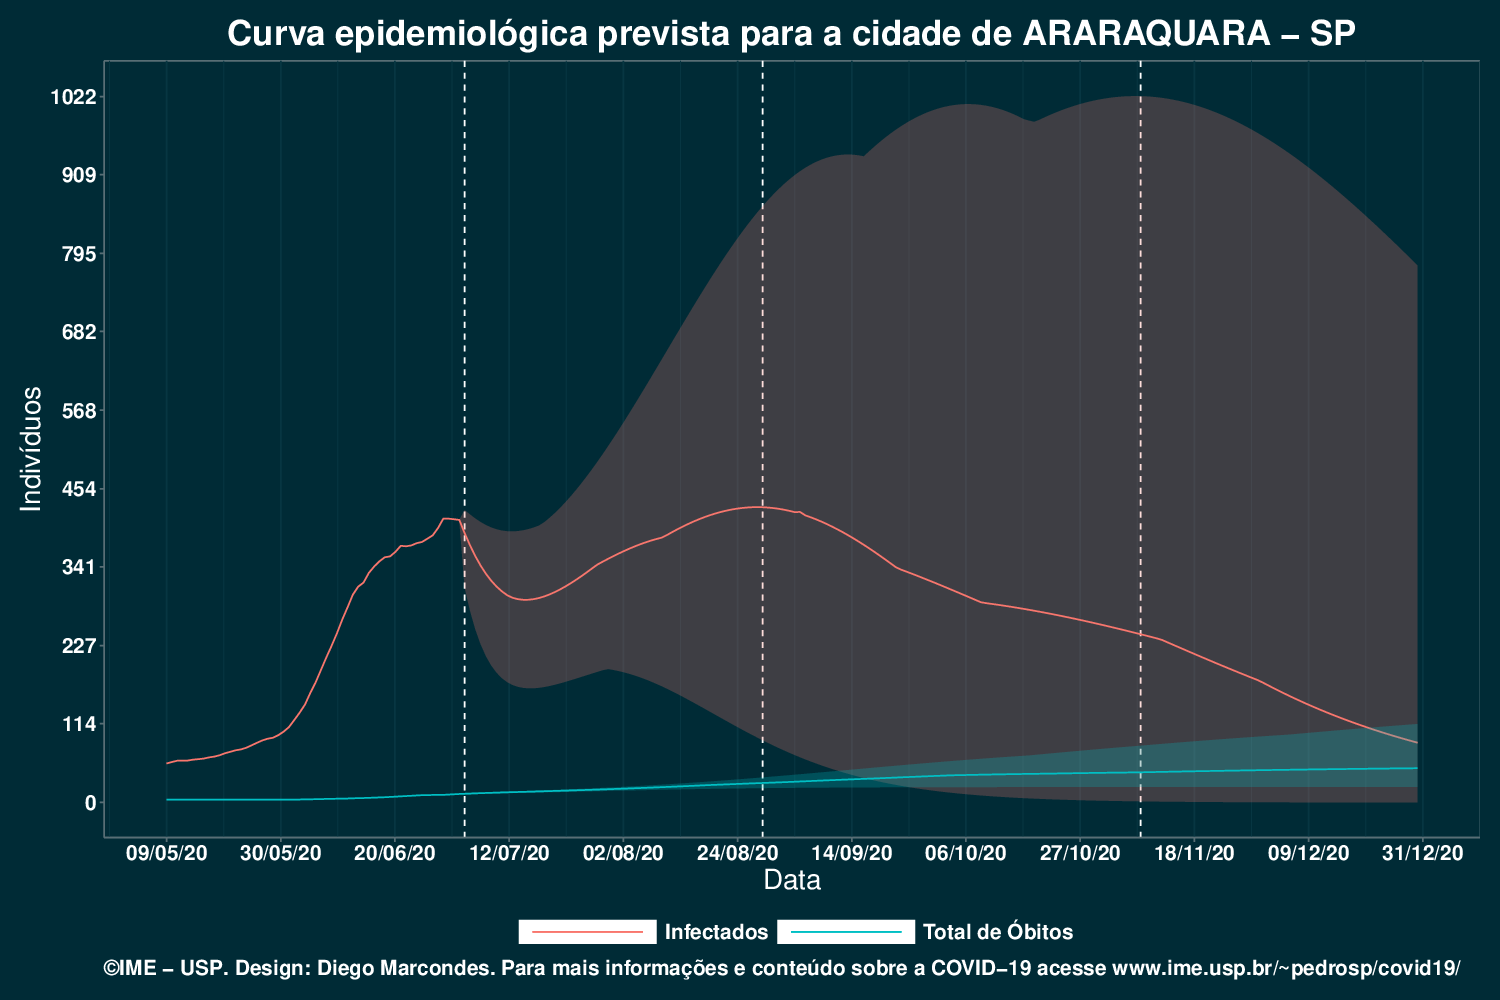 Curva epidemiológica prevista para a cidade de ARARAQUARA – SP
1022
909
795
682
568
454
341
227
114
0
Indivíduos
09/05/20 30/05/20 20/06/20 12/07/20 02/08/20 24/08/20 14/09/20 06/10/20 27/10/20 18/11/20 09/12/20 31/12/20
Data
Infectados Total de Óbitos
©IME – USP. Design: Diego Marcondes. Para mais informações e conteúdo sobre a COVID–19 acesse www.ime.usp.br/~pedrosp/covid19/